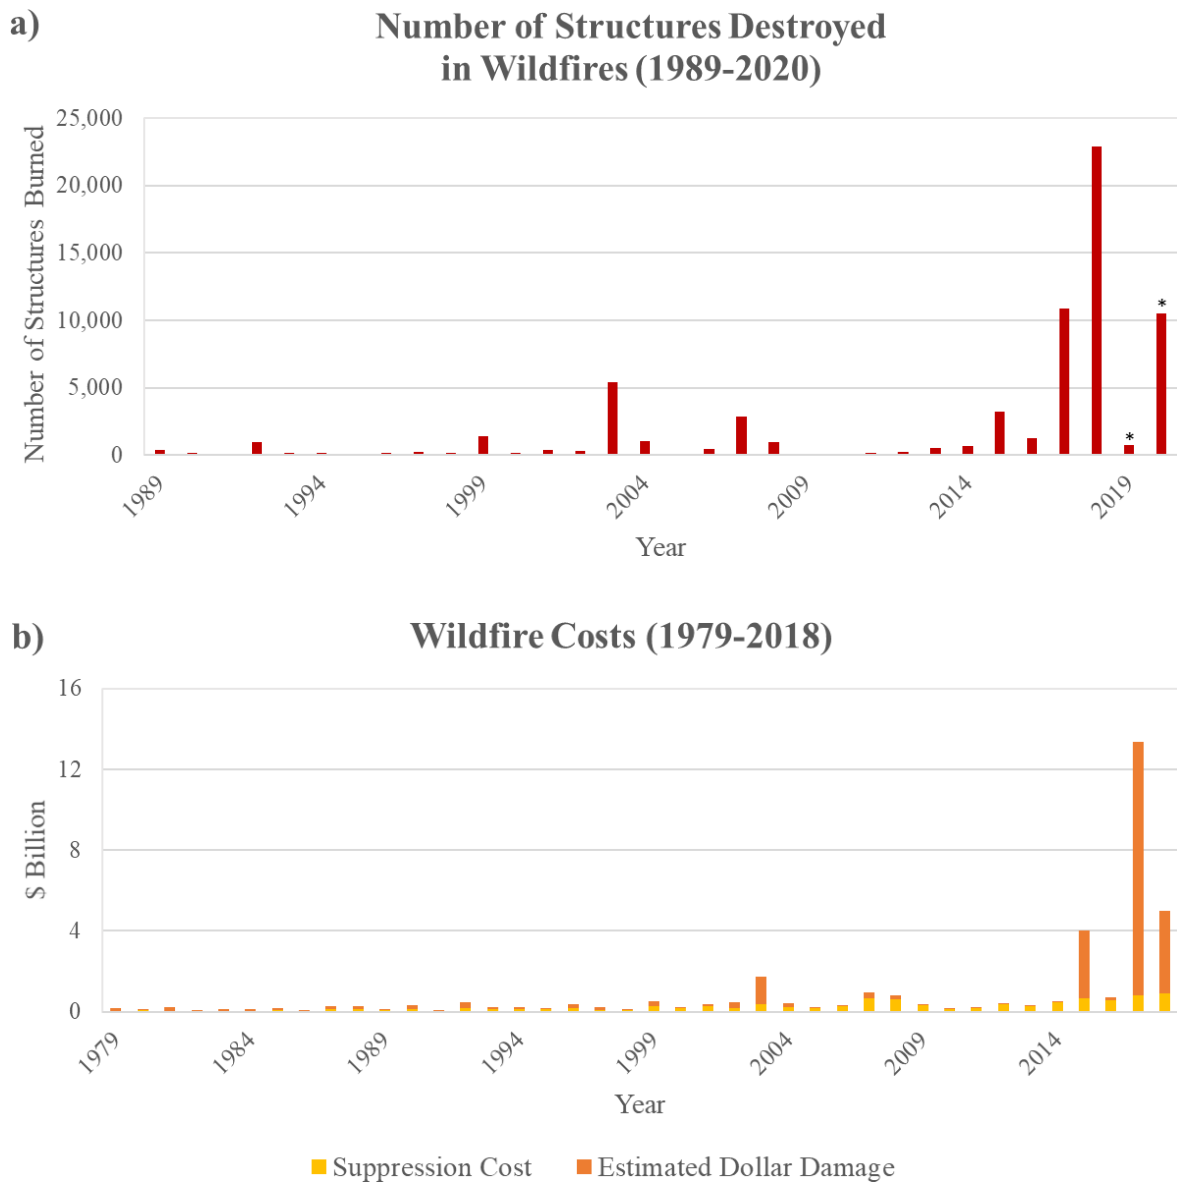 a)
Number of Structures Destroyed
in Wildfires (1989-2020)
Number of Structures Burned
25,000
20,000
15,000
10,000
5,000
0
*
*
1989
1994
1999
2004
2009
2014
2019
Year
b)
Wildfire Costs (1979-2018)
$ Billion
16
12
8
4
0
1979
1984
1989
1994
1999
2004
2009
2014
Year
Suppression Cost
Estimated Dollar Damage